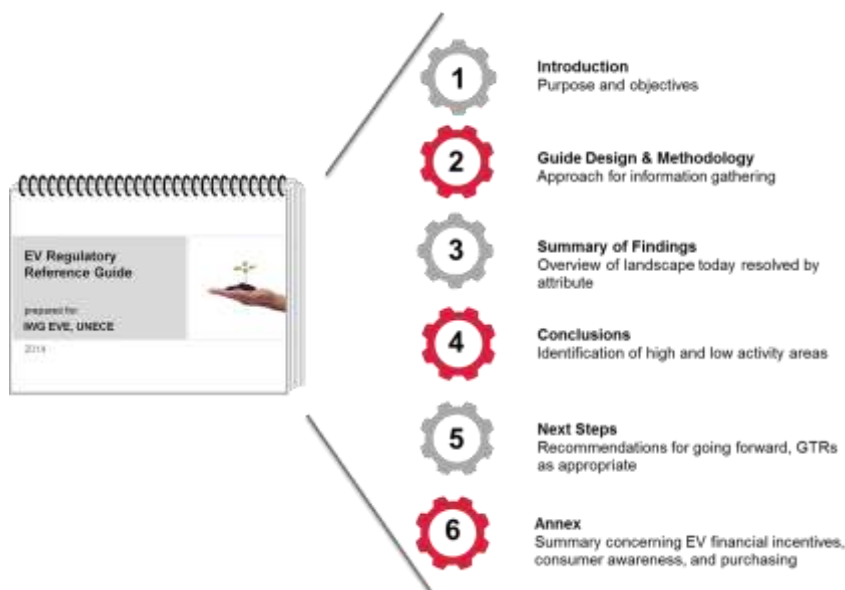 EV Regulatory
Reference Guide
prepared for:
IWG EVE, UNECE
2014
1
Introduction
Purpose and objectives
2
Guide Design & Methodology
Approach for information gathering
3
Summary of Findings
Overview of landscape today resolved by
attribute
4
Conclusions
Identification of high and low activity areas
5
Next Steps
Recommendations for going forward, GTRs
as appropriate
6
Annex
Summary concerning EV financial incentives,
consumer awareness, and purchasing